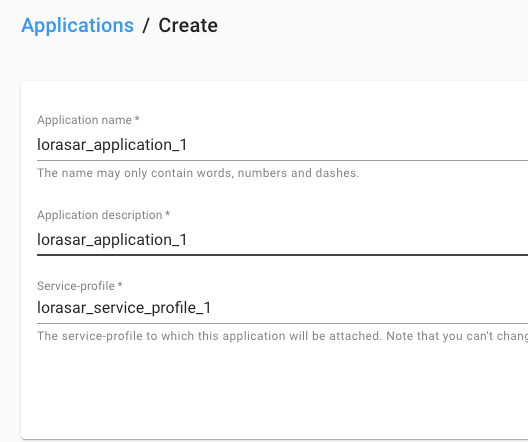 Applications / Create
Application name *
lorasar_application_1
The name may only contain words, numbers and dashes.
Application description *
lorasar_application_1
Service-profile *
lorasar_service_profile_1
The service-profile to which this application will be attached. Note that you can't